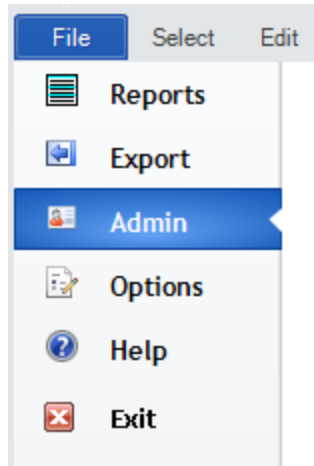 File Select Edit
Reports
Export
Admin
Options
Help
Exit